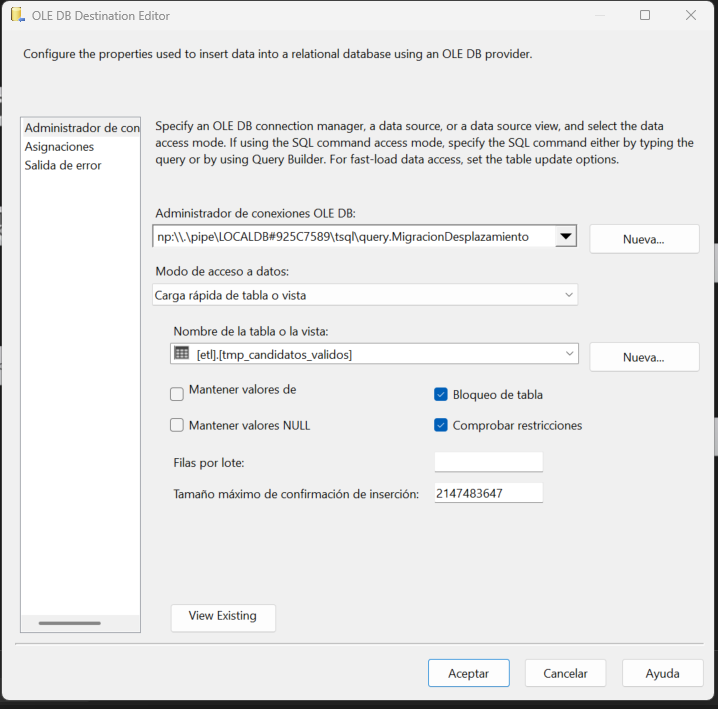 OLE DB Destination Editor
Configure the properties used to insert data into a relational database using an OLE DB provider.
Administrador de con
Asignaciones
Salida de error
Specify an OLE DB connection manager, a data source, or a data source view, and select the data
access mode. If using the SQL command access mode, specify the SQL command either by typing the
query or by using Query Builder. For fast-load data access, set the table update options.
Administrador de conexiones OLE DB:
np:\\.\pipe\LOCALDB#925C7589\tsql\query.MigracionDesplazamiento
Nueva...
Modo de acceso a datos:
Carga rápida de tabla o vista
Nombre de la tabla o la vista:
[etl].[tmp_candidatos_validos]
Nueva...
Mantener valores de
Bloqueo de tabla
Mantener valores NULL
Comprobar restricciones
Filas por lote:
Tamaño máximo de confirmación de inserción:
2147483647
View Existing
Aceptar
Cancelar
Ayuda